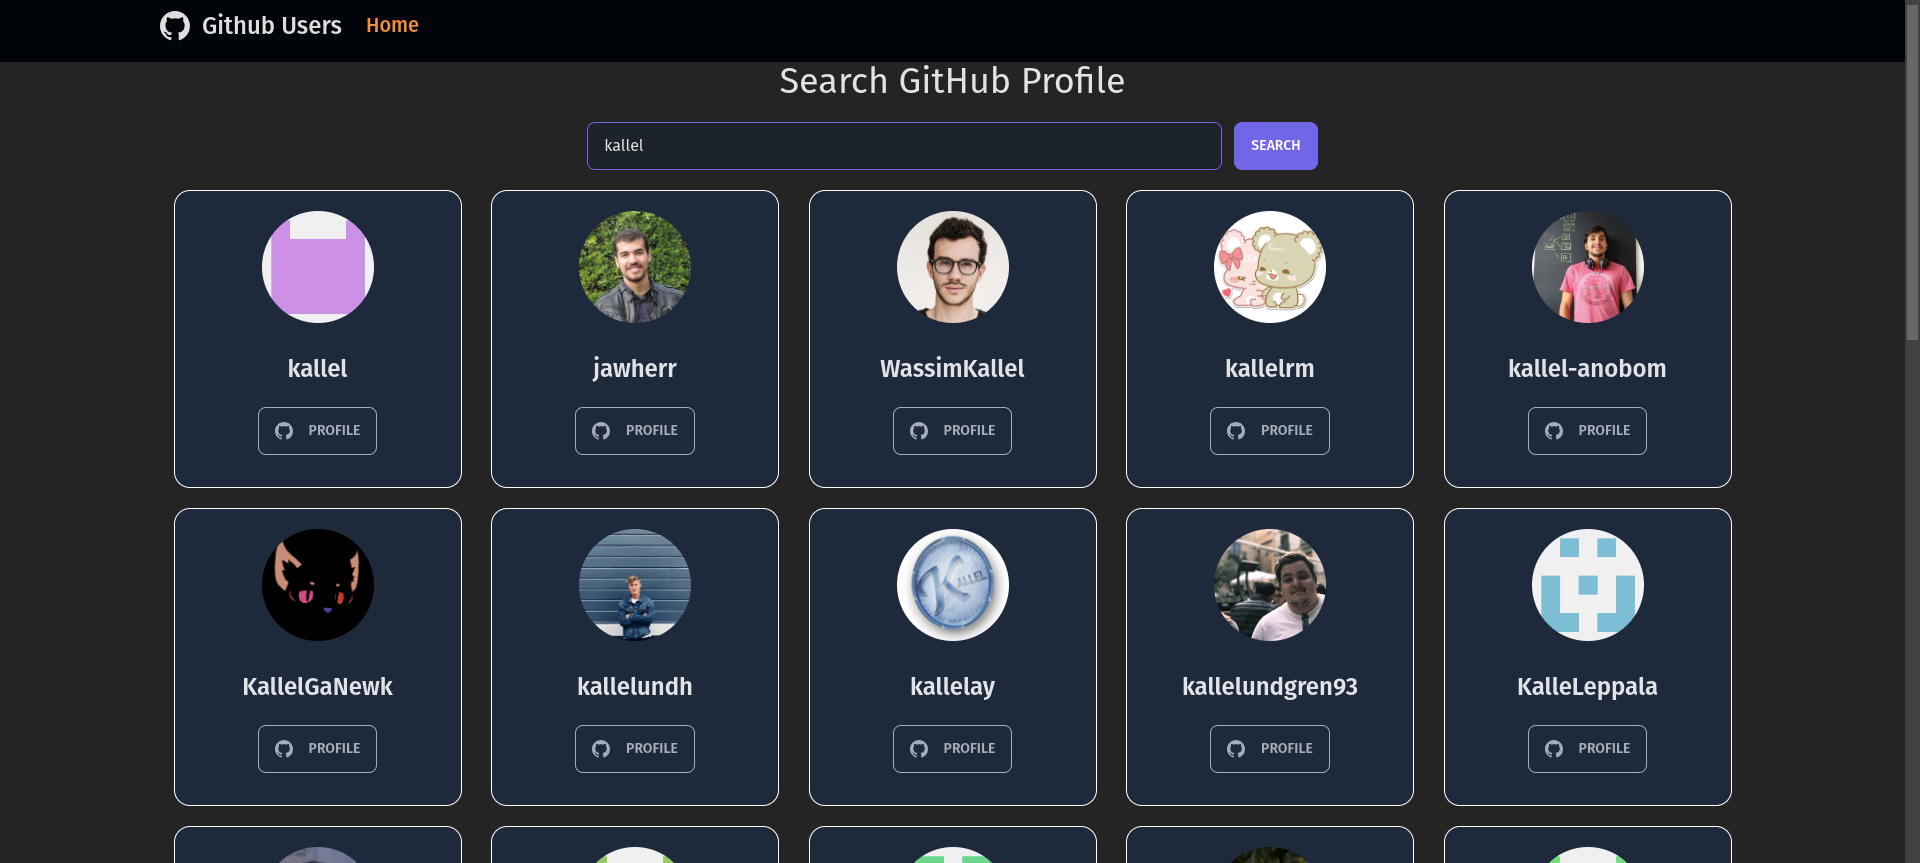 Github Users Home
Search GitHub Profile
kallel SEARCH
kallel jawherr WassimKallel kallelrm kallel-anobom
PROFILE PROFILE PROFILE PROFILE PROFILE
KALLEL
KallelGaNewk kallelundh kallelay kallelundgren93 KalleLeppala
PROFILE PROFILE PROFILE PROFILE PROFILE